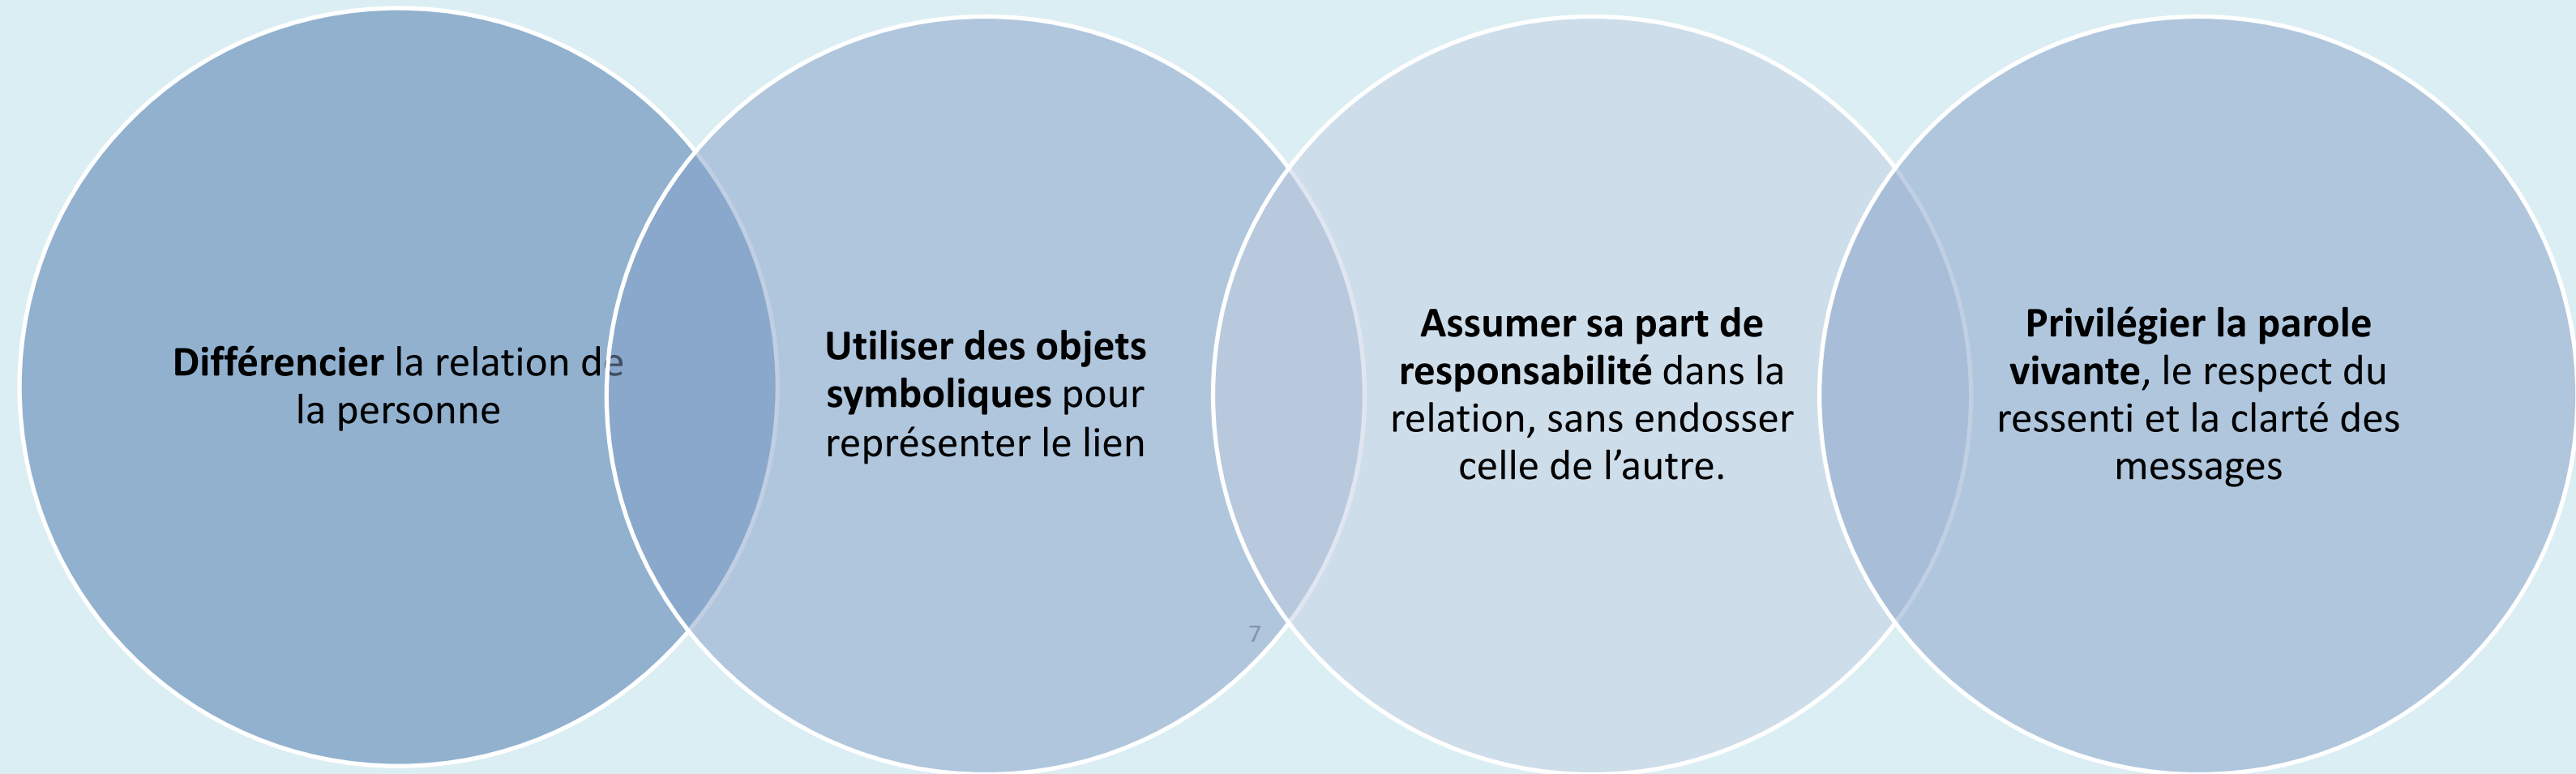 Différencier la relation de
la personne
Utiliser des objets
symboliques pour
représenter le lien
Assumer sa part de
responsabilité dans la
relation, sans endosser
celle de l’autre.
Privilégier la parole
vivante, le respect du
ressenti et la clarté des
messages
7